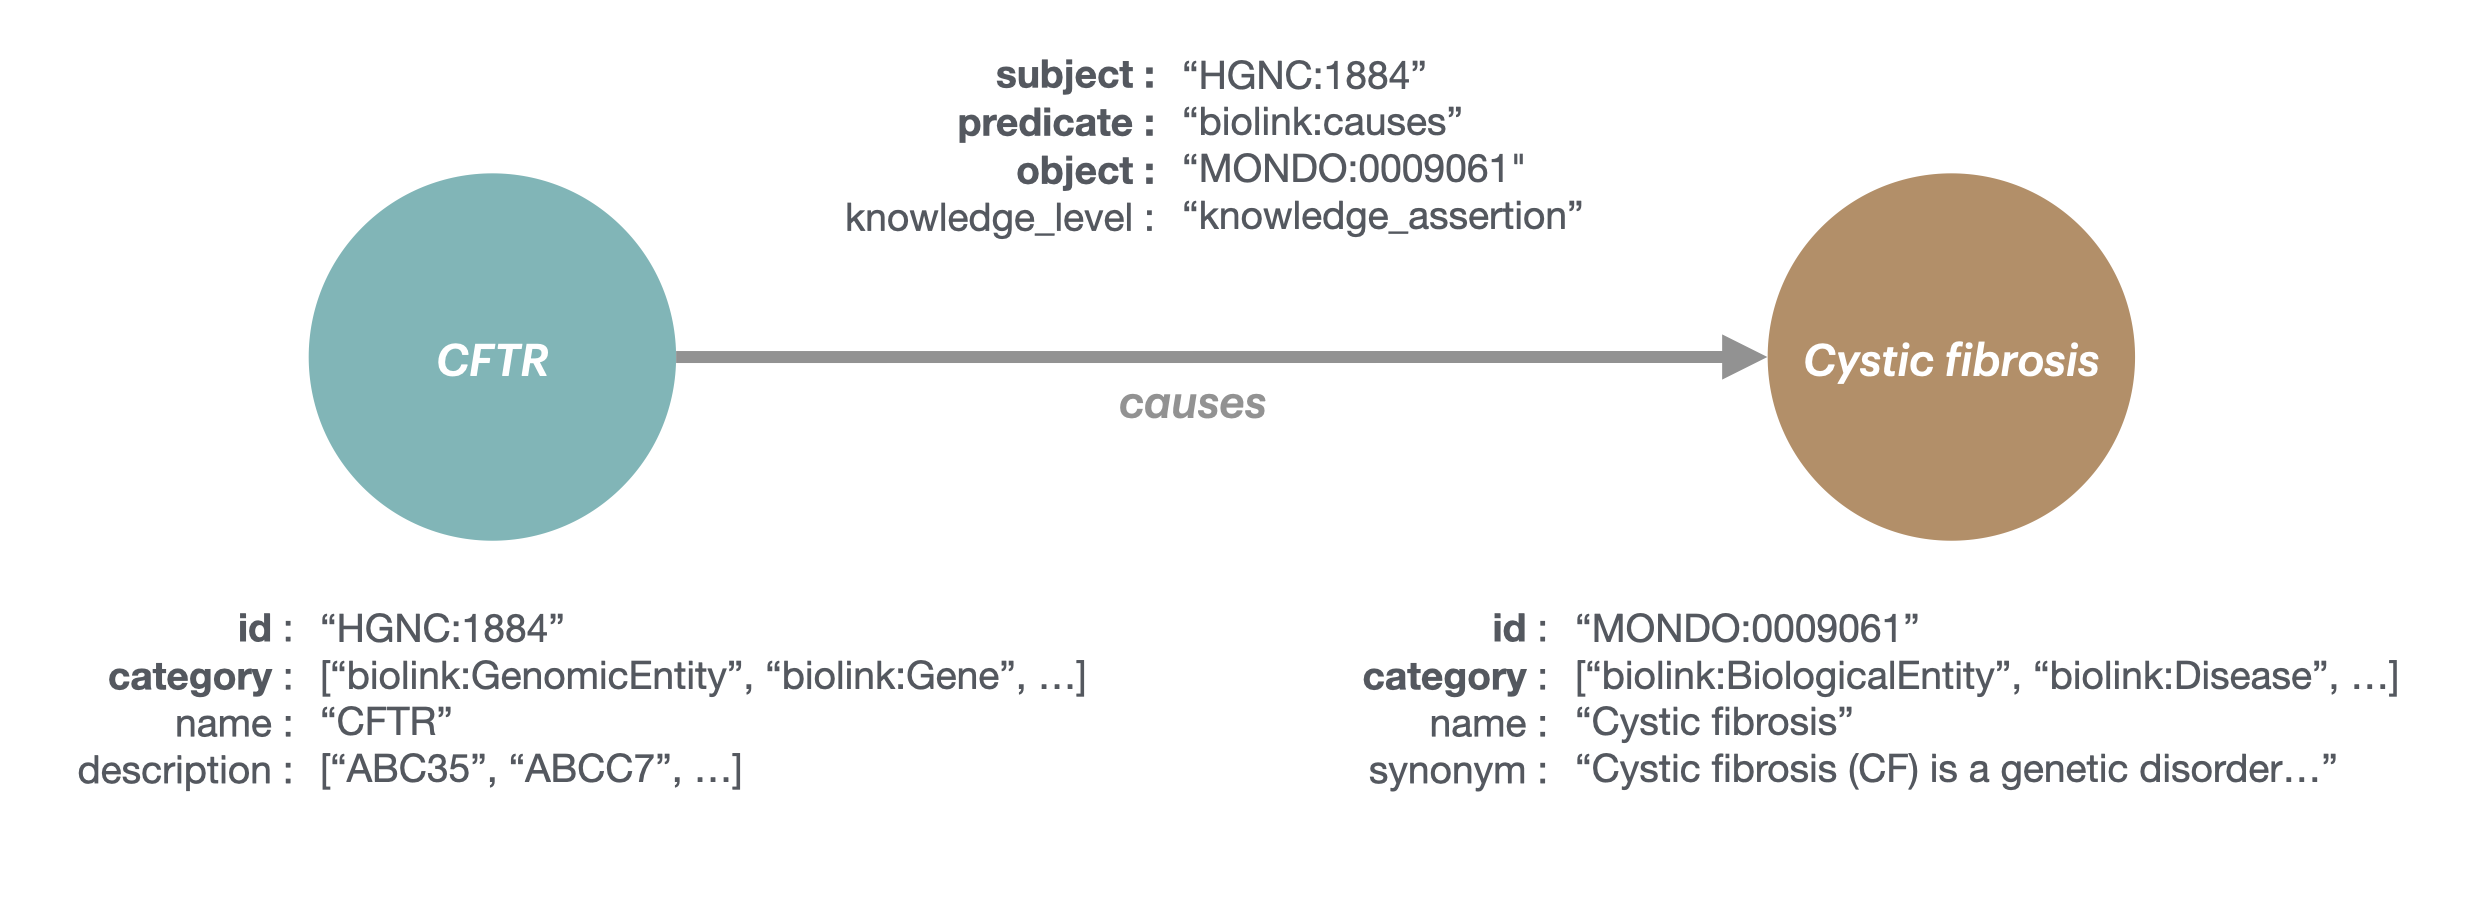 subject : “HGNC:1884”
predicate : “biolink:causes”
object : “MONDO:0009061"
knowledge_level : “knowledge_assertion”
CFTR
causes
Cystic fibrosis
id : “HGNC:1884”
category : [“biolink:GenomicEntity”, “biolink:Gene”, …]
name : “CFTR”
description : [“ABC35”, “ABCC7”, …]
id : “MONDO:0009061”
category : [“biolink:BiologicalEntity”, “biolink:Disease”, …]
name : “Cystic fibrosis”
synonym : “Cystic fibrosis (CF) is a genetic disorder…”